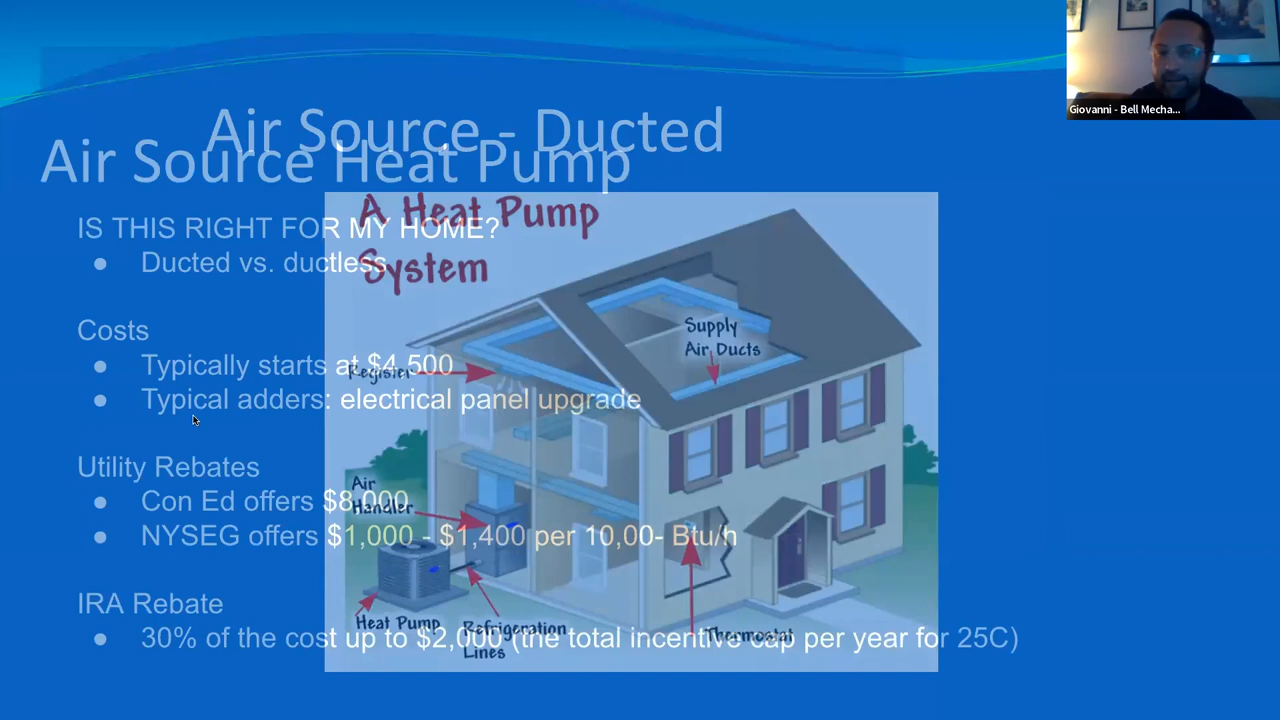 Giovanni - Bell Mecha...
Air Source - Ducted
Air Source Heat Pump
IS THIS RIGHT FOR MY HOME?
● Ducted vs. ductless
Costs
● Typically starts at $4,500
● Typical adders: electrical panel upgrade
Utility Rebates
● Con Ed offers $8,000
● NYSEG offers $1,000 - $1,400 per 10,00- Btu/h
IRA Rebate
● 30% of the cost up to $2,000 (the total incentive cap per year for 25C)
A Heat Pump
System
Supply
Air Ducts
Register
Air
Handler
Heat Pump
Refrigeration
Lines
Thermostat